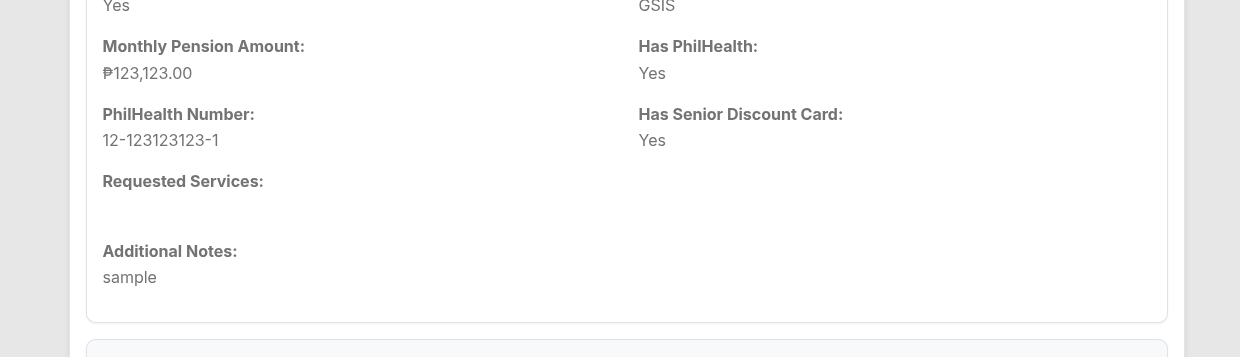 Yes
GSIS
Monthly Pension Amount:
Has PhilHealth:
₱123,123.00
Yes
PhilHealth Number:
Has Senior Discount Card:
12-123123123-1
Yes
Requested Services:
Additional Notes:
sample